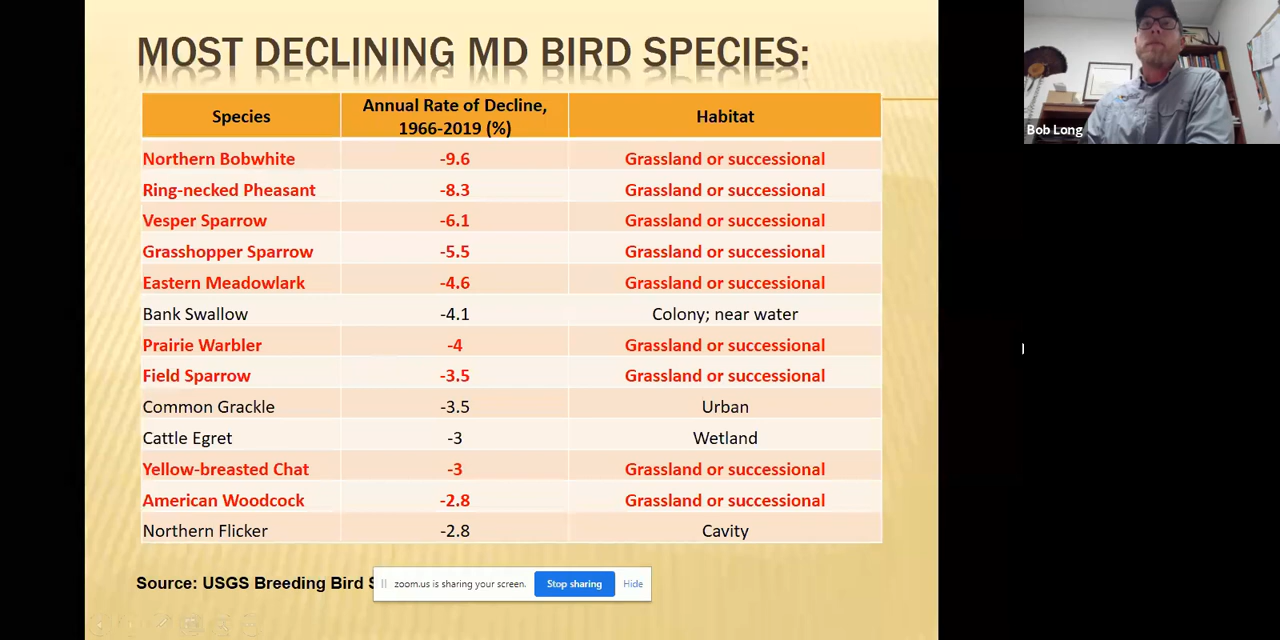 MOST DECLINING MD BIRD SPECIES:
Species Annual Rate of Decline, 1966-2019 (%) Habitat
Northern Bobwhite -9.6 Grassland or successional
Ring-necked Pheasant -8.3 Grassland or successional
Vesper Sparrow -6.1 Grassland or successional
Grasshopper Sparrow -5.5 Grassland or successional
Eastern Meadowlark -4.6 Grassland or successional
Bank Swallow -4.1 Colony; near water
Prairie Warbler -4 Grassland or successional
Field Sparrow -3.5 Grassland or successional
Common Grackle -3.5 Urban
Cattle Egret -3 Wetland
Yellow-breasted Chat -3 Grassland or successional
American Woodcock -2.8 Grassland or successional
Northern Flicker -2.8 Cavity
Source: USGS Breeding Bird S
zoom.us is sharing your screen. Stop sharing Hide
Bob Long